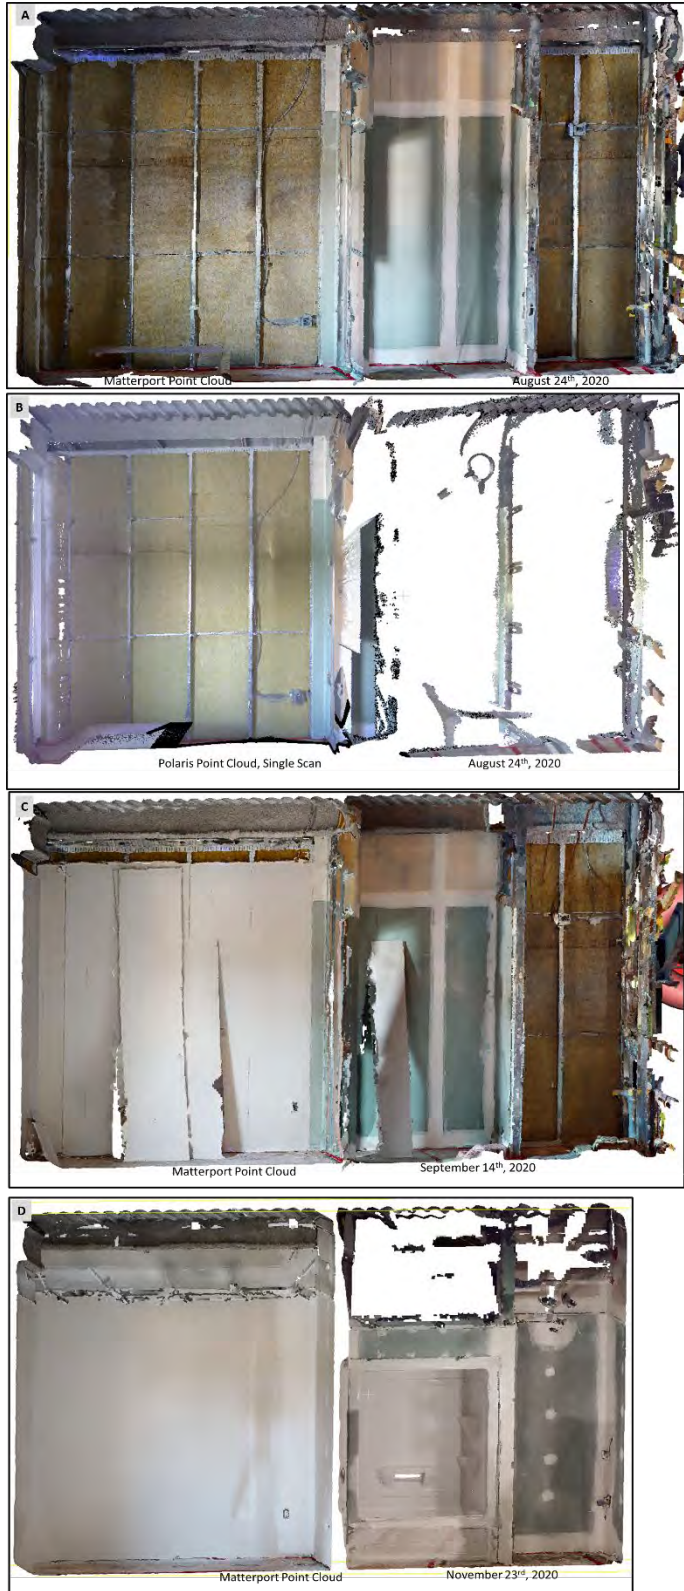 A
Matterport Point Cloud August 24th, 2020
B
Polaris Point Cloud, Single Scan August 24th, 2020
C
Matterport Point Cloud September 14th, 2020
D
Matterport Point Cloud November 23rd, 2020